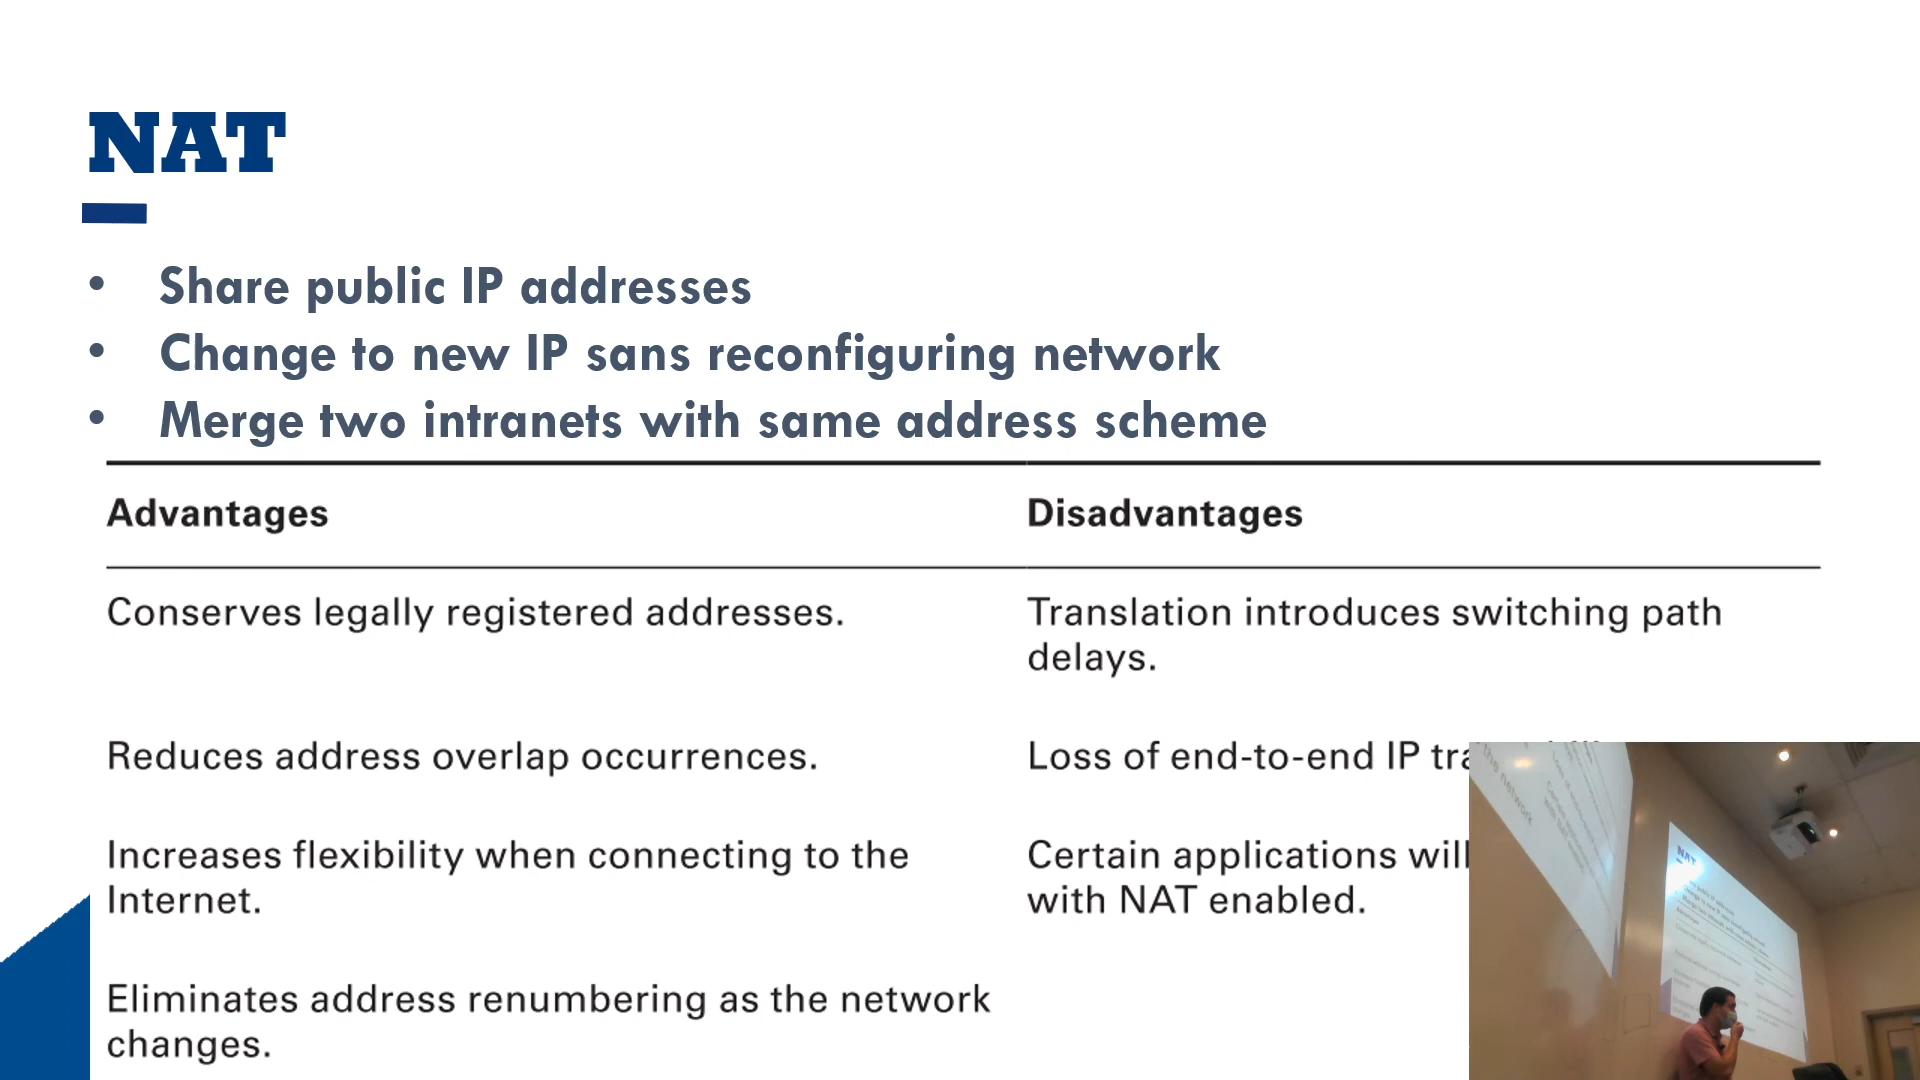 NAT
• Share public IP addresses
• Change to new IP sans reconfiguring network
• Merge two intranets with same address scheme
Advantages Disadvantages
Conserves legally registered addresses. Translation introduces switching path
delays.
Reduces address overlap occurrences. Loss of end-to-end IP
Increases flexibility when connecting to the Certain applications will
Internet. with NAT enabled.
Eliminates address renumbering as the network
changes.
the network
NAT